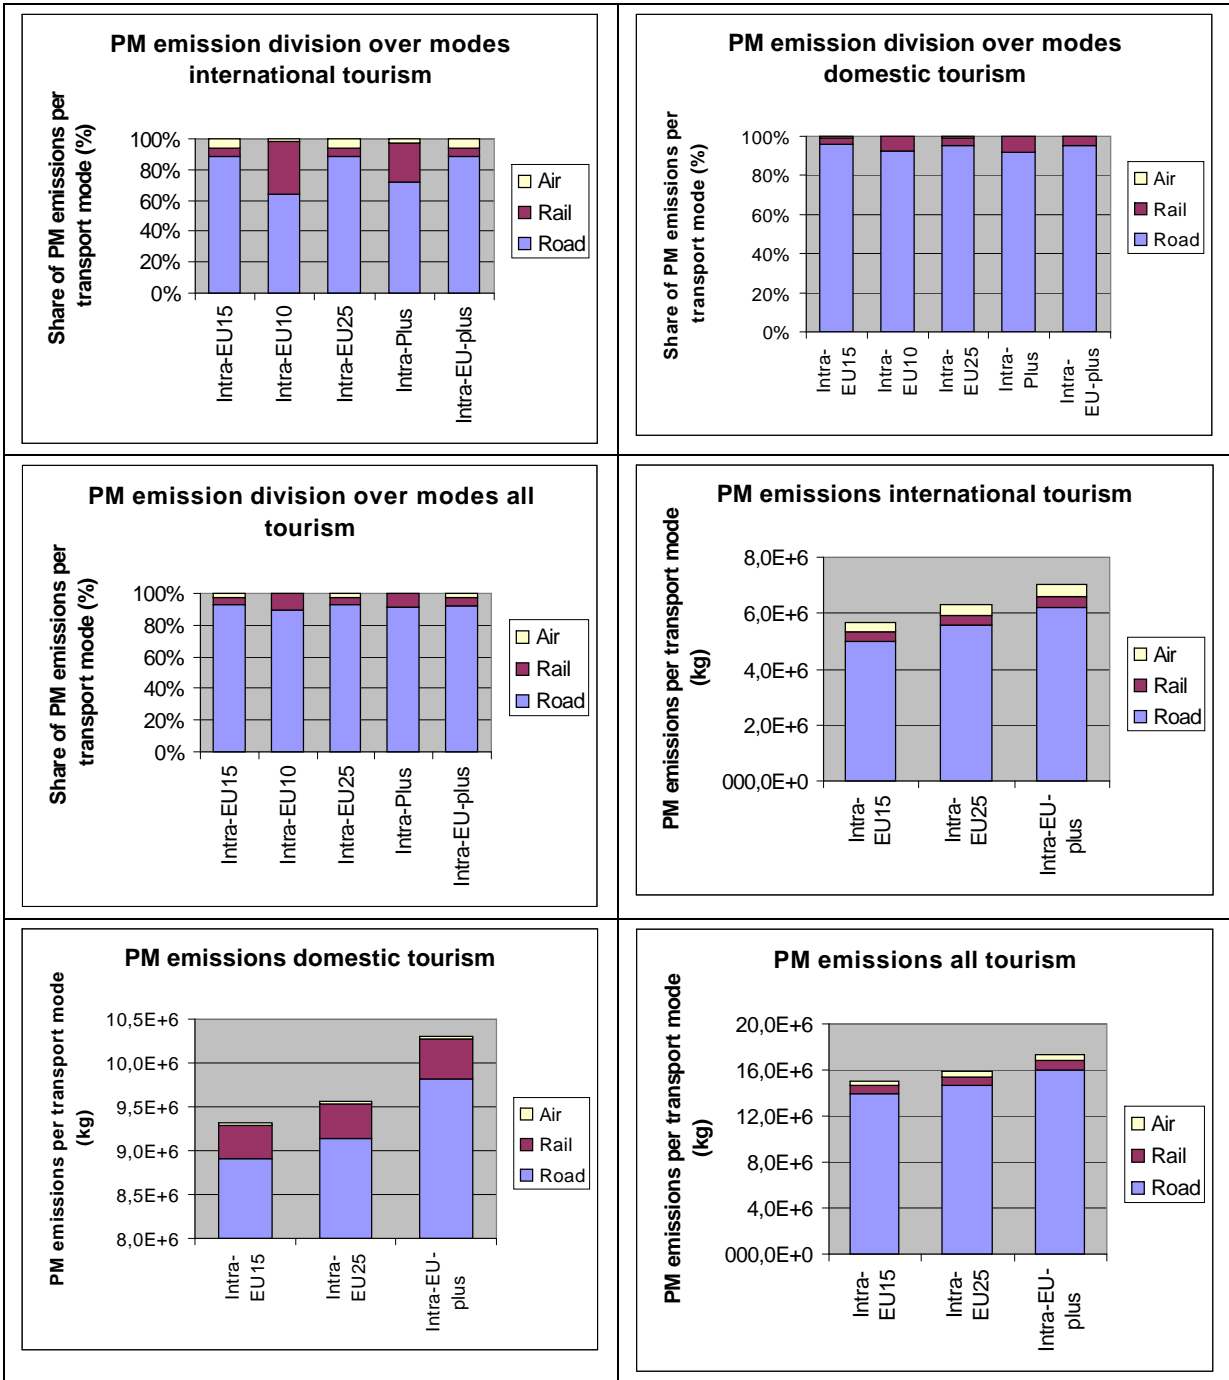 PM emission division over modes
international tourism
Share of PM emissions per
transport mode (%)
100%
80%
60%
40%
20%
0%
Intra-EU15
Intra-EU10
Intra-EU25
Intra-Plus
Intra-EU-plus
Air
Rail
Road
PM emission division over modes
domestic tourism
Share of PM emissions per
transport mode (%)
100%
80%
60%
40%
20%
0%
Intra-
EU15
Intra-
EU10
Intra-
EU25
Intra-
Plus
Intra-
EU-plus
Air
Rail
Road
PM emission division over modes all
tourism
Share of PM emissions per
transport mode (%)
100%
80%
60%
40%
20%
0%
Intra-EU15
Intra-EU10
Intra-EU25
Intra-Plus
Intra-EU-plus
Air
Rail
Road
PM emissions international tourism
PM emissions per transport mode
(kg)
8,0E+6
6,0E+6
4,0E+6
2,0E+6
000,0E+0
Intra-
EU15
Intra-
EU25
Intra-EU-
plus
Air
Rail
Road
PM emissions domestic tourism
PM emissions per transport mode
(kg)
10,5E+6
10,0E+6
9,5E+6
9,0E+6
8,5E+6
8,0E+6
Intra-
EU15
Intra-
EU25
Intra-EU-
plus
Air
Rail
Road
PM emissions all tourism
PM emissions per transport mode
(kg)
20,0E+6
16,0E+6
12,0E+6
8,0E+6
4,0E+6
000,0E+0
Intra-
EU15
Intra-
EU25
Intra-EU-
plus
Air
Rail
Road